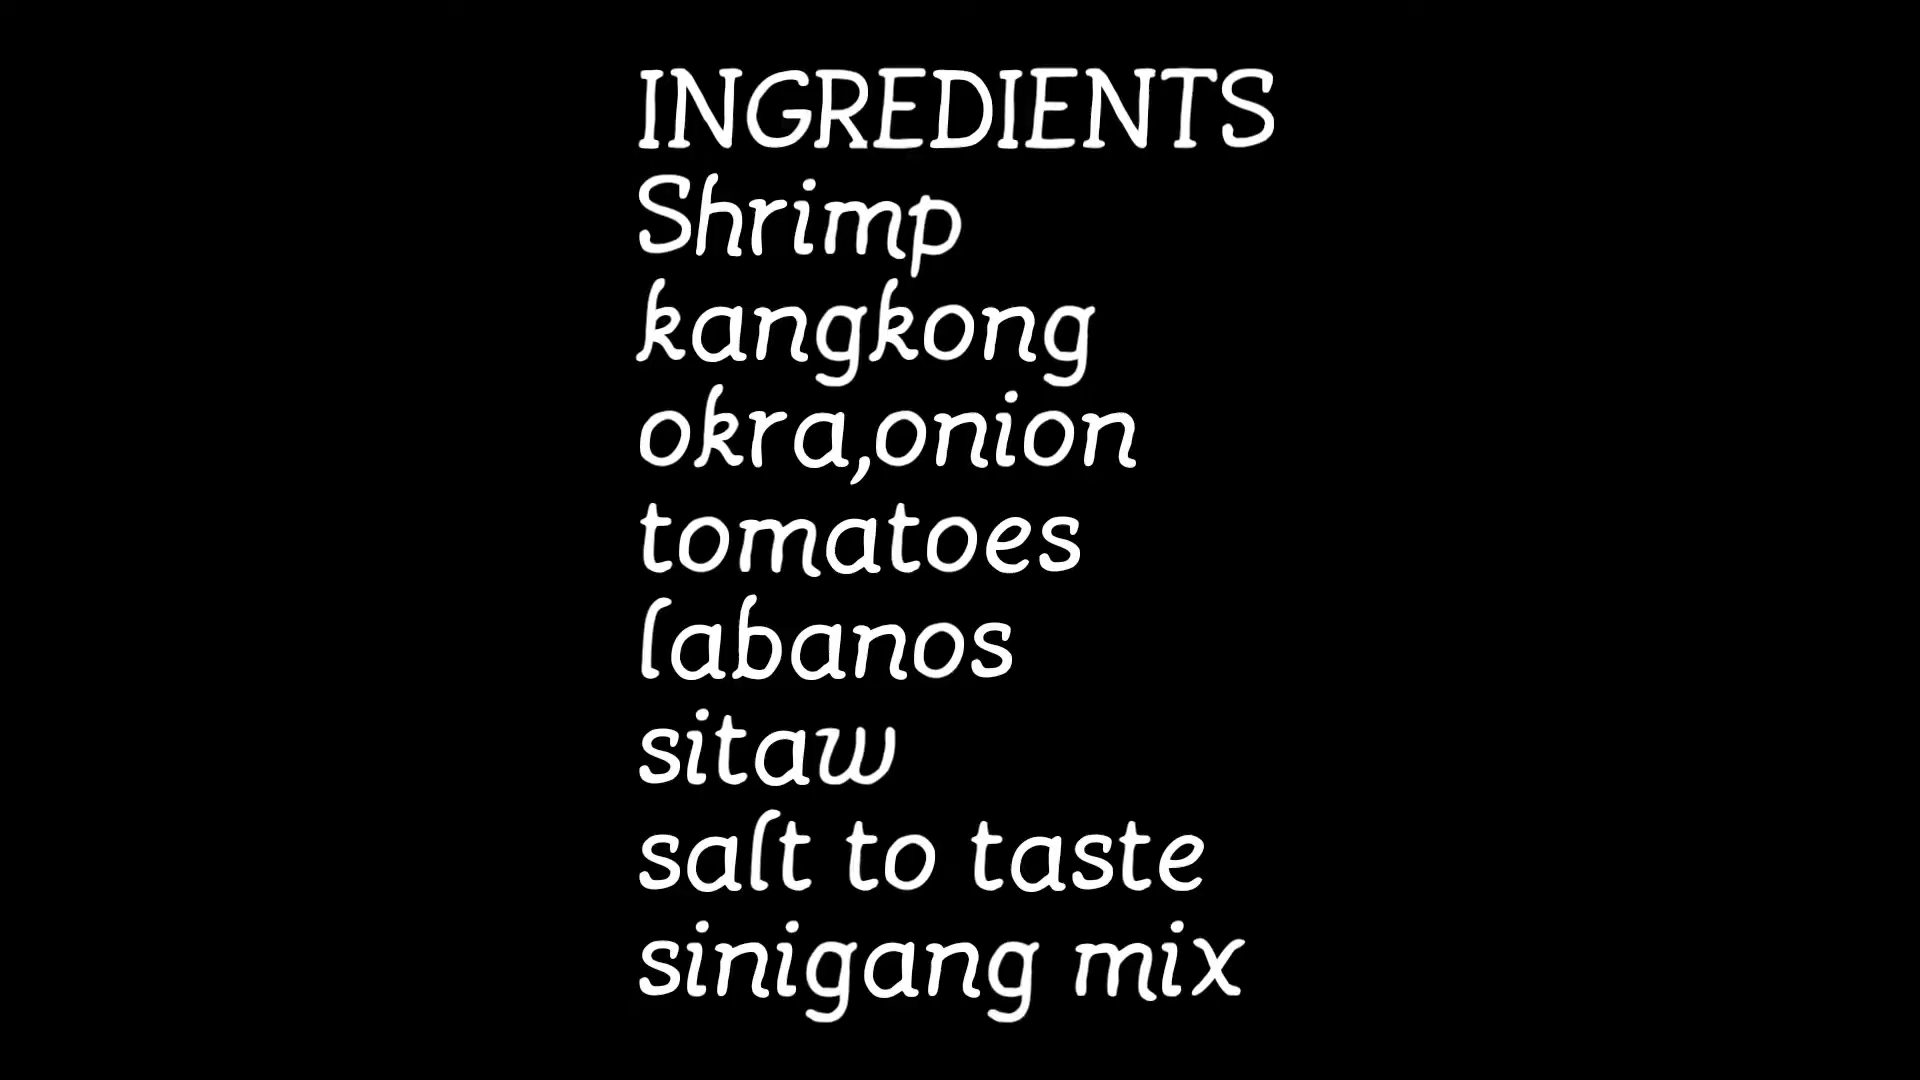 INGREDIENTS
Shrimp
kangkong
okra,onion
tomatoes
labanos
sitaw
salt to taste
sinigang mix